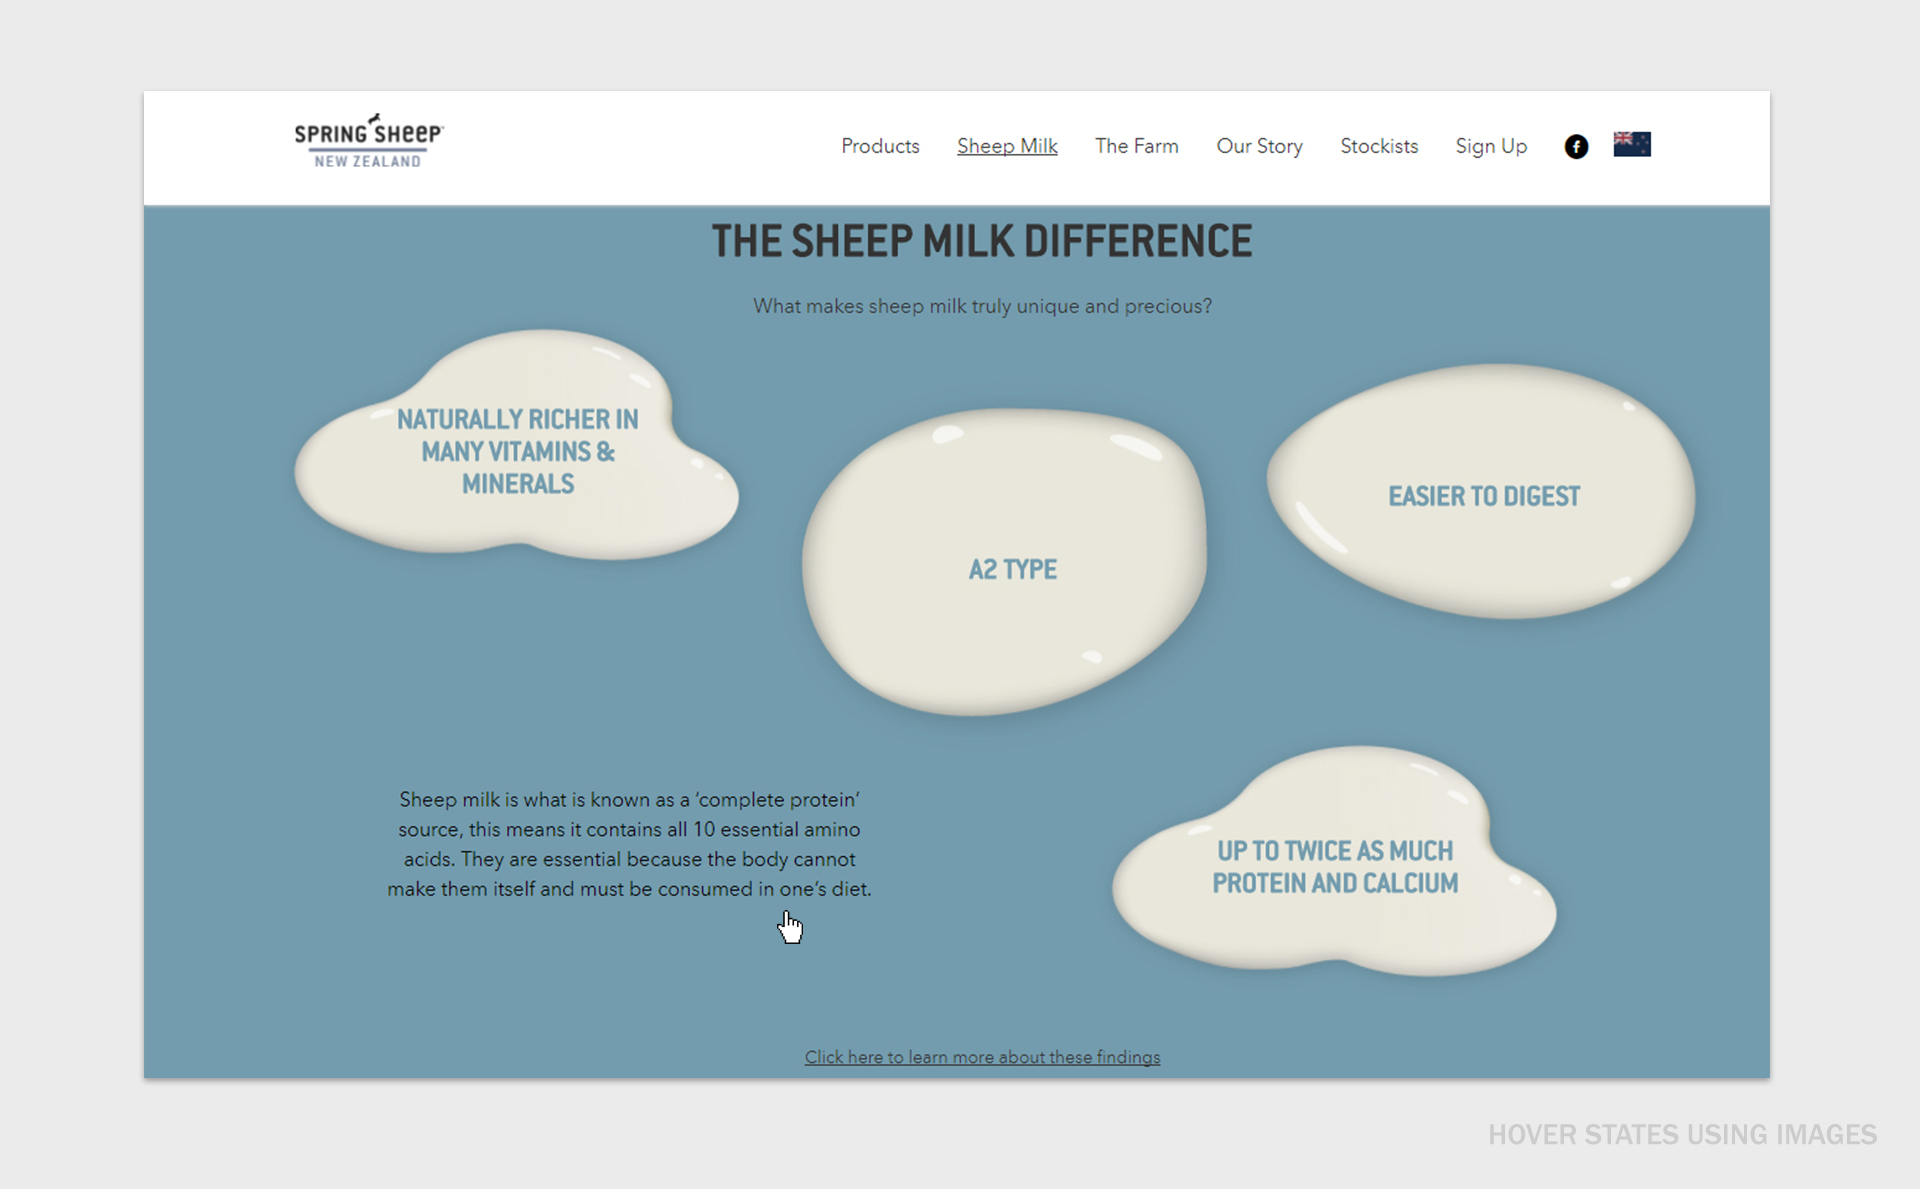 SPRING SHEEP
NEW ZEALAND
Products Sheep Milk The Farm Our Story Stockists Sign Up f
THE SHEEP MILK DIFFERENCE
What makes sheep milk truly unique and precious?
NATURALLY RICHER IN
MANY VITAMINS &
MINERALS
A2 TYPE
EASIER TO DIGEST
Sheep milk is what is known as a ‘complete protein’
source, this means it contains all 10 essential amino
acids. They are essential because the body cannot
make them itself and must be consumed in one’s diet.
UP TO TWICE AS MUCH
PROTEIN AND CALCIUM
Click here to learn more about these findings
HOVER STATES USING IMAGES